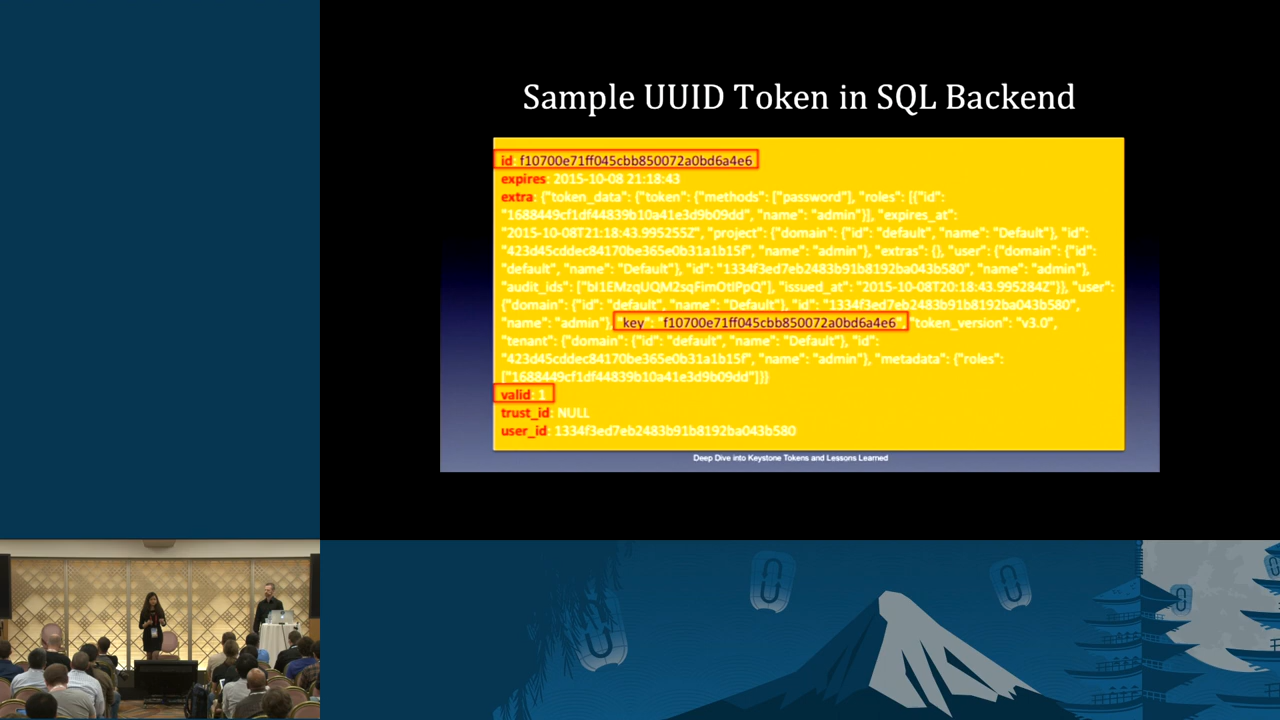 Sample UUID Token in SQL Backend
id f10700e71ff045cbb850072a0bd6a4e6
expires: 2015-10-08 21:18:43
extra: {"token_data": {"token": {"methods": ["password"], "roles": [{"id":
"1688449cf1df44839b10a41e3d9b09dd", "name": "admin"}], "expires_at":
"2015-10-08T21:18:43.995255Z", "project": {"domain": {"id": "default", "name": "Default"}, "id":
"423d45cddec84170be365e0b31a1b15f", "name": "admin"}, "extras": {}, "user": {"domain": {"id":
"default", "name": "Default"}, "id": "1334f3ed7eb2483b91b8192ba043b580", "name": "admin"},
"audit_ids": ["bI1EMzqUQM2sqFimOtIPpQ"], "issued_at": "2015-10-08T20:18:43.995284Z"}}, "user":
{"domain": {"id": "default", "name": "Default"}, "id": "1334f3ed7eb2483b91b8192ba043b580",
"name": "admin"}, "key": "f10700e71ff045cbb850072a0bd6a4e6", "token_version": "v3.0",
"tenant": {"domain": {"id": "default", "name": "Default"}, "id":
"423d45cddec84170be365e0b31a1b15f", "name": "admin"}, "metadata": {"roles":
["1688449cf1df44839b10a41e3d9b09dd"]}}
valid: 1
trust_id: NULL
user_id: 1334f3ed7eb2483b91b8192ba043b580
Deep Dive into Keystone Tokens and Lessons Learned